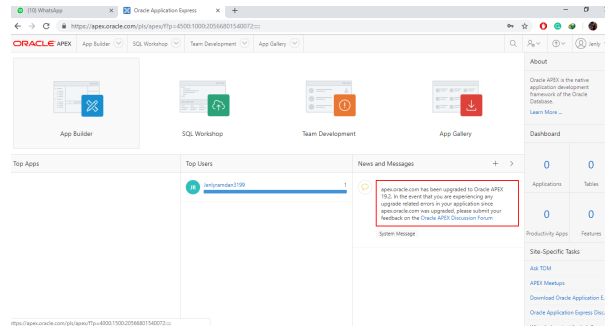 (10) WhatsApp
Oracle Application Express
https://apex.oracle.com/pls/apex/f?p=4500:1000:20566801540072:::
ORACLE APEX
App Builder
SQL Workshop
Team Development
App Gallery
Jenly
App Builder
SQL Workshop
Team Development
App Gallery
About
Oracle APEX is the native application development framework of the Oracle Database.
Learn More...
Dashboard
0
Applications
0
Tables
0
Productivity Apps
0
Features
Top Apps
Top Users
JR
Jenlyramdan3199
1
News and Messages
apex.oracle.com has been upgraded to Oracle APEX
19.2. In the event that you are experiencing any
upgrade related errors in your application since
apex.oracle.com was upgraded, please submit your
feedback on the Oracle APEX Discussion Forum
System Message
Site-Specific Tasks
Ask TOM
APEX Meetups
Download Oracle Application E...
Oracle Application Express Disc...
ttps://apex.oracle.com/pls/apex/f?p=4000:1500:20566801540072:::